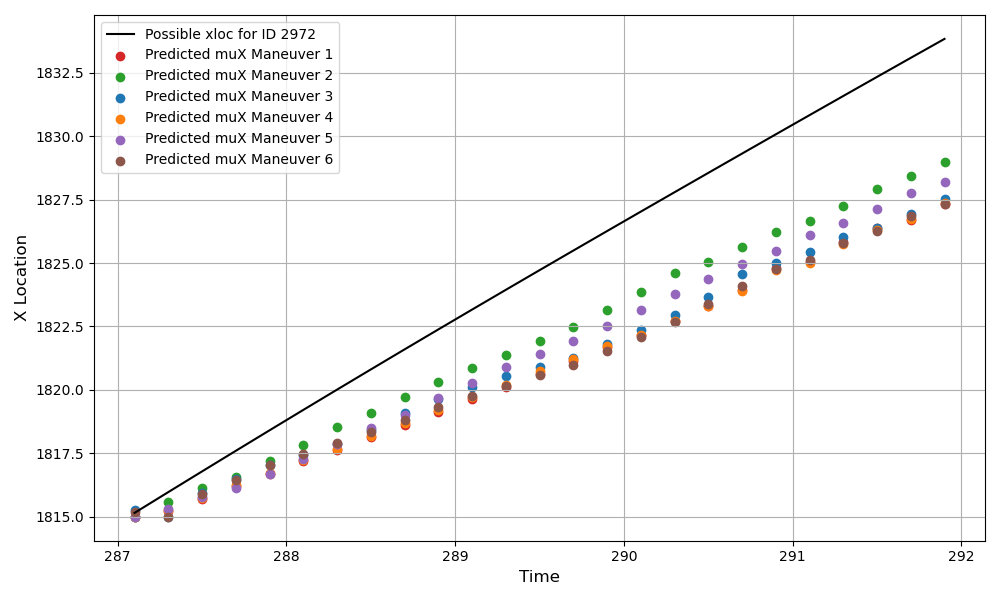 Possible xloc for ID 2972
Predicted muX Maneuver 1
Predicted muX Maneuver 2
Predicted muX Maneuver 3
Predicted muX Maneuver 4
Predicted muX Maneuver 5
Predicted muX Maneuver 6
X Location
1832.5
1830.0
1827.5
1825.0
1822.5
1820.0
1817.5
1815.0
287
288
289
290
291
292
Time